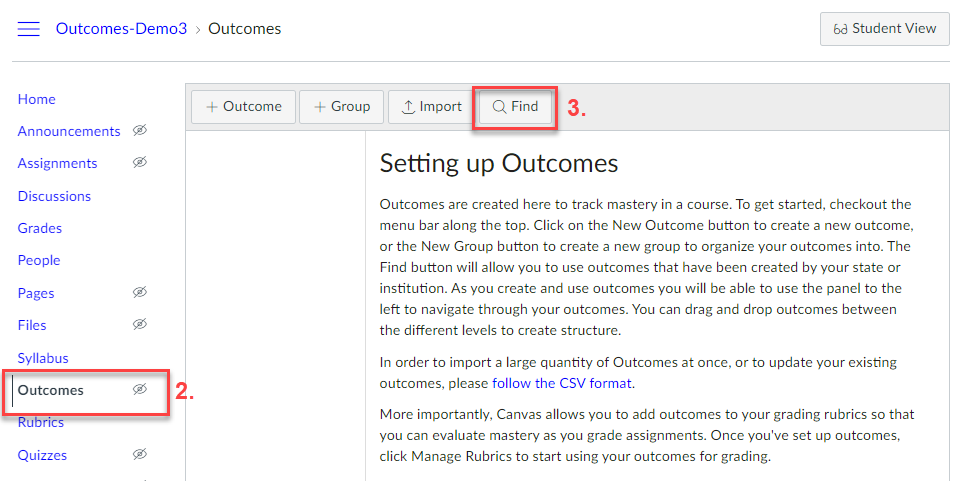 Outcomes-Demo3 › Outcomes
Student View
Home
Announcements
Assignments
Discussions
Grades
People
Pages
Files
Syllabus
Outcomes
2.
Rubrics
Quizzes
+ Outcome
+ Group
Import
Find
3.
Setting up Outcomes
Outcomes are created here to track mastery in a course. To get started, checkout the
menu bar along the top. Click on the New Outcome button to create a new outcome,
or the New Group button to create a new group to organize your outcomes into. The
Find button will allow you to use outcomes that have been created by your state or
institution. As you create and use outcomes you will be able to use the panel to the
left to navigate through your outcomes. You can drag and drop outcomes between
the different levels to create structure.
In order to import a large quantity of Outcomes at once, or to update your existing
outcomes, please follow the CSV format.
More importantly, Canvas allows you to add outcomes to your grading rubrics so that
you can evaluate mastery as you grade assignments. Once you've set up outcomes,
click Manage Rubrics to start using your outcomes for grading.